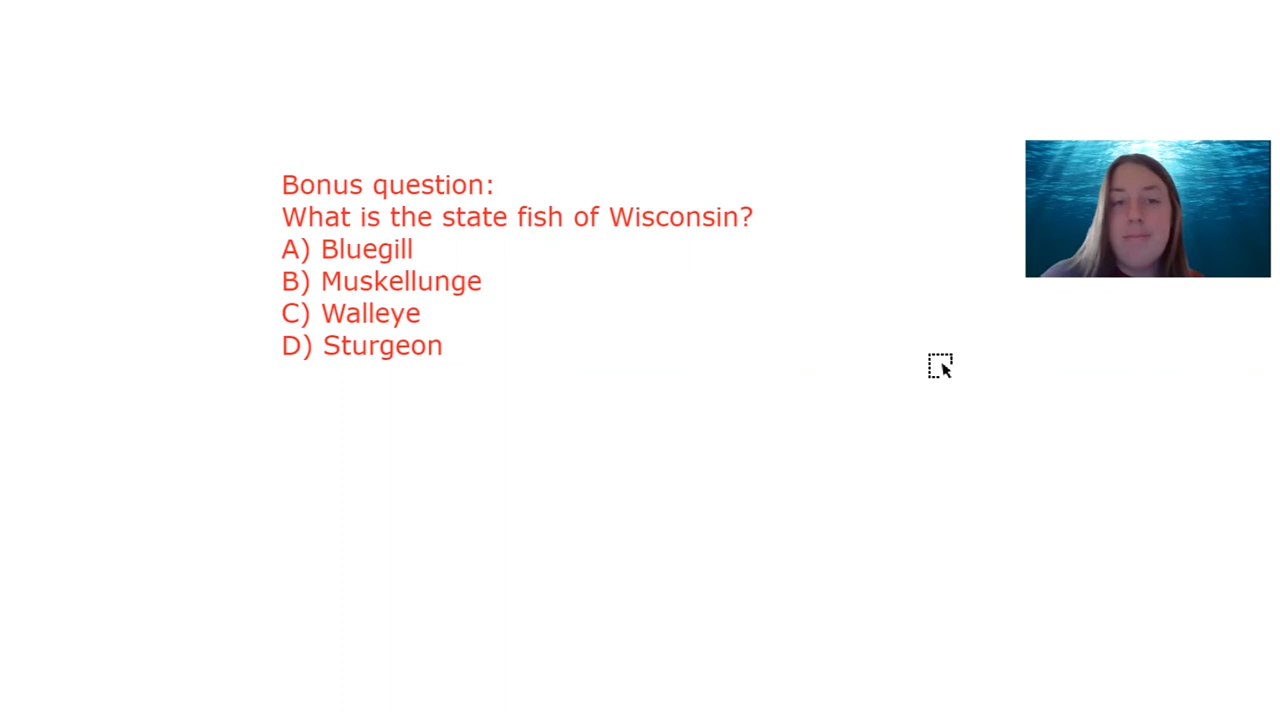 Bonus question:
What is the state fish of Wisconsin?
A) Bluegill
B) Muskellunge
C) Walleye
D) Sturgeon